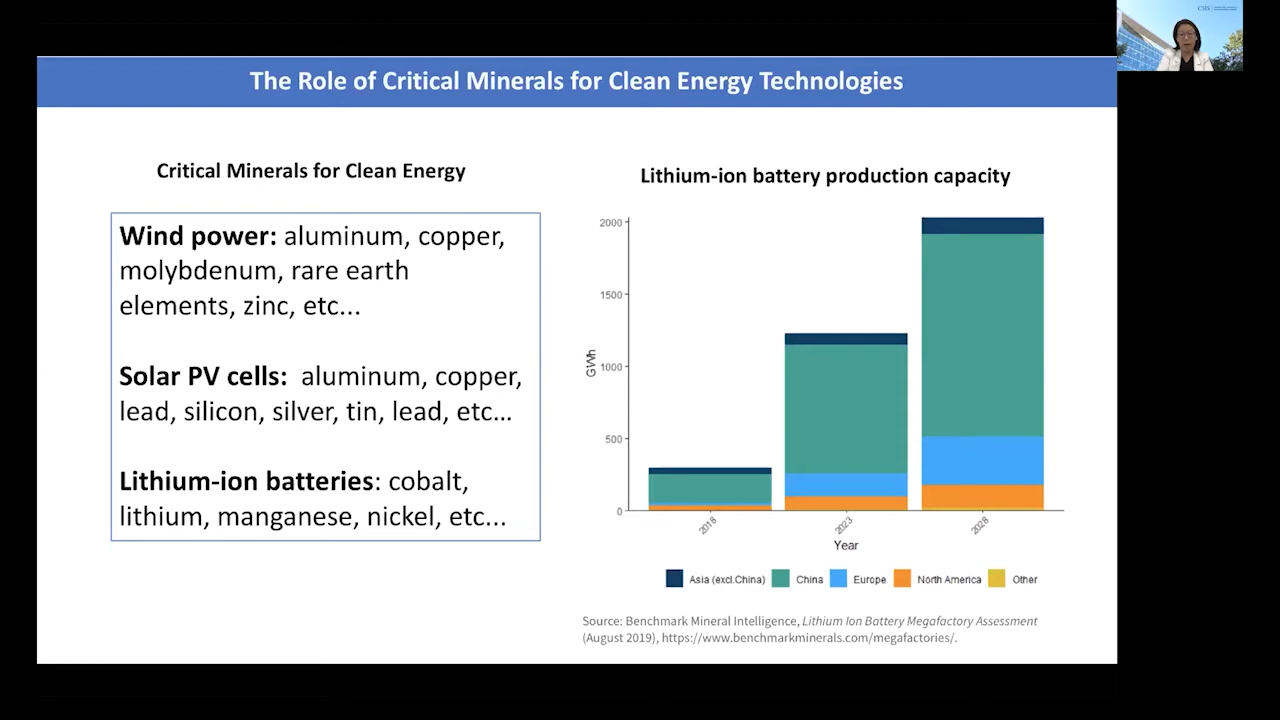 CSIS
The Role of Critical Minerals for Clean Energy Technologies
Critical Minerals for Clean Energy
Wind power: aluminum, copper,
molybdenum, rare earth
elements, zinc, etc...
Solar PV cells: aluminum, copper,
lead, silicon, silver, tin, lead, etc...
Lithium-ion batteries: cobalt,
lithium, manganese, nickel, etc...
Lithium-ion battery production capacity
2000
1500
1000
500
0
GWh
2018
2023
2028
Year
Asia (excl.China)
China
Europe
North America
Other
Source: Benchmark Mineral Intelligence, Lithium Ion Battery Megafactory Assessment
(August 2019), https://www.benchmarkminerals.com/megafactories/.